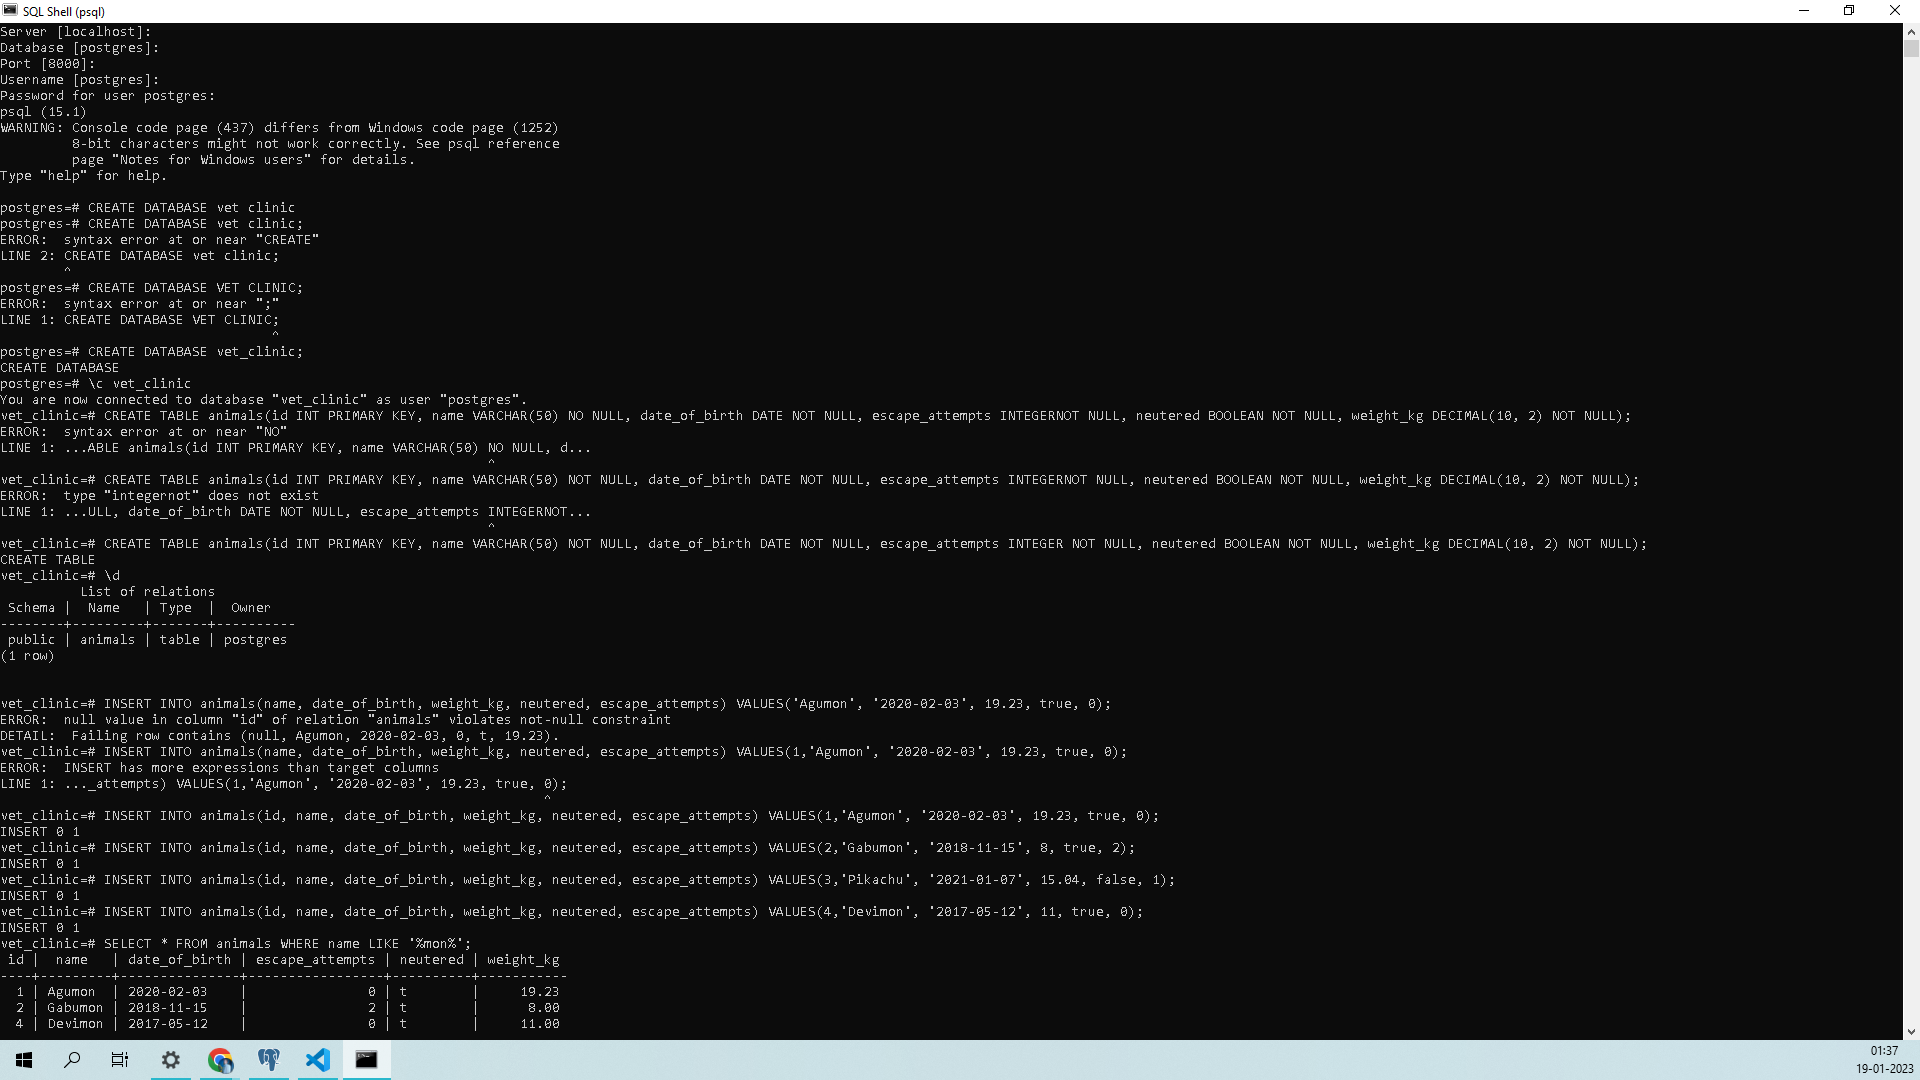 SQL Shell (psql)
Server [localhost]:
Database [postgres]:
Port [8000]:
Username [postgres]:
Password for user postgres:
psql (15.1)
WARNING: Console code page (437) differs from Windows code page (1252)
         8-bit characters might not work correctly. See psql reference
         page "Notes for Windows users" for details.
Type "help" for help.

postgres=# CREATE DATABASE vet clinic
postgres-# CREATE DATABASE vet clinic;
ERROR:  syntax error at or near "CREATE"
LINE 2: CREATE DATABASE vet clinic;
        ^
postgres=# CREATE DATABASE VET CLINIC;
ERROR:  syntax error at or near ";"
LINE 1: CREATE DATABASE VET CLINIC;
                                  ^
postgres=# CREATE DATABASE vet_clinic;
CREATE DATABASE
postgres=# \c vet_clinic
You are now connected to database "vet_clinic" as user "postgres".
vet_clinic=# CREATE TABLE animals(id INT PRIMARY KEY, name VARCHAR(50) NO NULL, date_of_birth DATE NOT NULL, escape_attempts INTEGERNOT NULL, neutered BOOLEAN NOT NULL, weight_kg DECIMAL(10, 2) NOT NULL);
ERROR:  syntax error at or near "NO"
LINE 1: ...ABLE animals(id INT PRIMARY KEY, name VARCHAR(50) NO NULL, d...
                                                             ^
vet_clinic=# CREATE TABLE animals(id INT PRIMARY KEY, name VARCHAR(50) NOT NULL, date_of_birth DATE NOT NULL, escape_attempts INTEGERNOT NULL, neutered BOOLEAN NOT NULL, weight_kg DECIMAL(10, 2) NOT NULL);
ERROR:  type "integernot" does not exist
LINE 1: ...ULL, date_of_birth DATE NOT NULL, escape_attempts INTEGERNOT...
                                                             ^
vet_clinic=# CREATE TABLE animals(id INT PRIMARY KEY, name VARCHAR(50) NOT NULL, date_of_birth DATE NOT NULL, escape_attempts INTEGER NOT NULL, neutered BOOLEAN NOT NULL, weight_kg DECIMAL(10, 2) NOT NULL);
CREATE TABLE
vet_clinic=# \d
          List of relations
 Schema |  Name   | Type  |  Owner
--------+---------+-------+----------
 public | animals | table | postgres
(1 row)

vet_clinic=# INSERT INTO animals(name, date_of_birth, weight_kg, neutered, escape_attempts) VALUES('Agumon', '2020-02-03', 19.23, true, 0);
ERROR:  null value in column "id" of relation "animals" violates not-null constraint
DETAIL:  Failing row contains (null, Agumon, 2020-02-03, 0, t, 19.23).
vet_clinic=# INSERT INTO animals(name, date_of_birth, weight_kg, neutered, escape_attempts) VALUES(1,'Agumon', '2020-02-03', 19.23, true, 0);
ERROR:  INSERT has more expressions than target columns
LINE 1: ..._attempts) VALUES(1,'Agumon', '2020-02-03', 19.23, true, 0);
                                                                    ^
vet_clinic=# INSERT INTO animals(id, name, date_of_birth, weight_kg, neutered, escape_attempts) VALUES(1,'Agumon', '2020-02-03', 19.23, true, 0);
INSERT 0 1
vet_clinic=# INSERT INTO animals(id, name, date_of_birth, weight_kg, neutered, escape_attempts) VALUES(2,'Gabumon', '2018-11-15', 8, true, 2);
INSERT 0 1
vet_clinic=# INSERT INTO animals(id, name, date_of_birth, weight_kg, neutered, escape_attempts) VALUES(3,'Pikachu', '2021-01-07', 15.04, false, 1);
INSERT 0 1
vet_clinic=# INSERT INTO animals(id, name, date_of_birth, weight_kg, neutered, escape_attempts) VALUES(4,'Devimon', '2017-05-12', 11, true, 0);
INSERT 0 1
vet_clinic=# SELECT * FROM animals WHERE name LIKE '%mon%';
 id |  name   | date_of_birth | escape_attempts | neutered | weight_kg
----+---------+---------------+-----------------+----------+-----------
  1 | Agumon  | 2020-02-03    |               0 | t        |     19.23
  2 | Gabumon | 2018-11-15    |               2 | t        |      8.00
  4 | Devimon | 2017-05-12    |               0 | t        |     11.00
01:37
19-01-2023